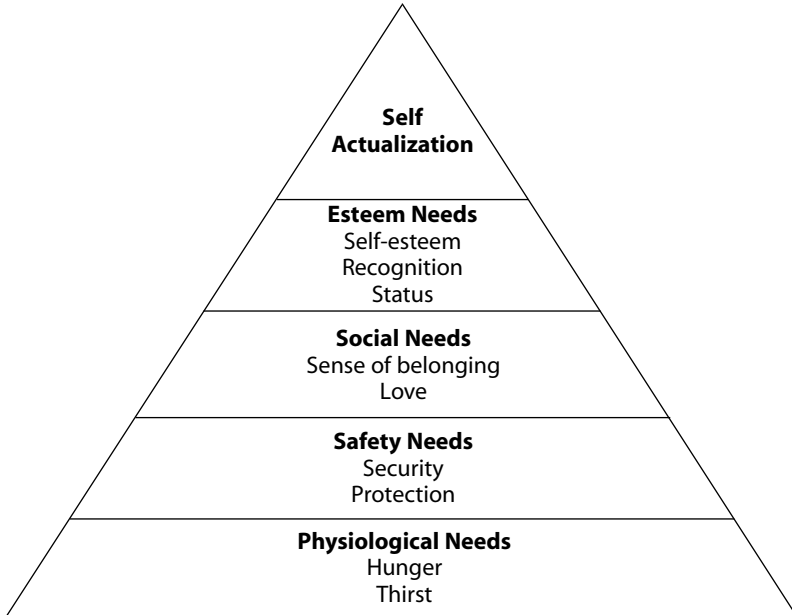 Self
Actualization
Esteem Needs
Self-esteem
Recognition
Status
Social Needs
Sense of belonging
Love
Safety Needs
Security
Protection
Physiological Needs
Hunger
Thirst